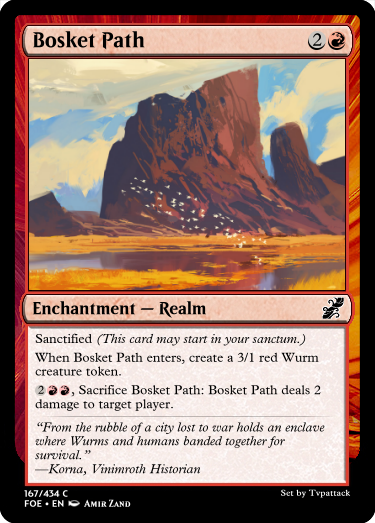 Bosket Path 2
Enchantment — Realm
Sanctified (This card may start in your sanctum.)
When Bosket Path enters, create a 3/1 red Wurm
creature token.
2, Sacrifice Bosket Path: Bosket Path deals 2
damage to target player.
“From the rubble of a city lost to war holds an enclave
where Wurms and humans banded together for
survival.”
—Korna, Vinimroth Historian
167/434 C
Set by Tvpattack
FOE • EN Amir Zand